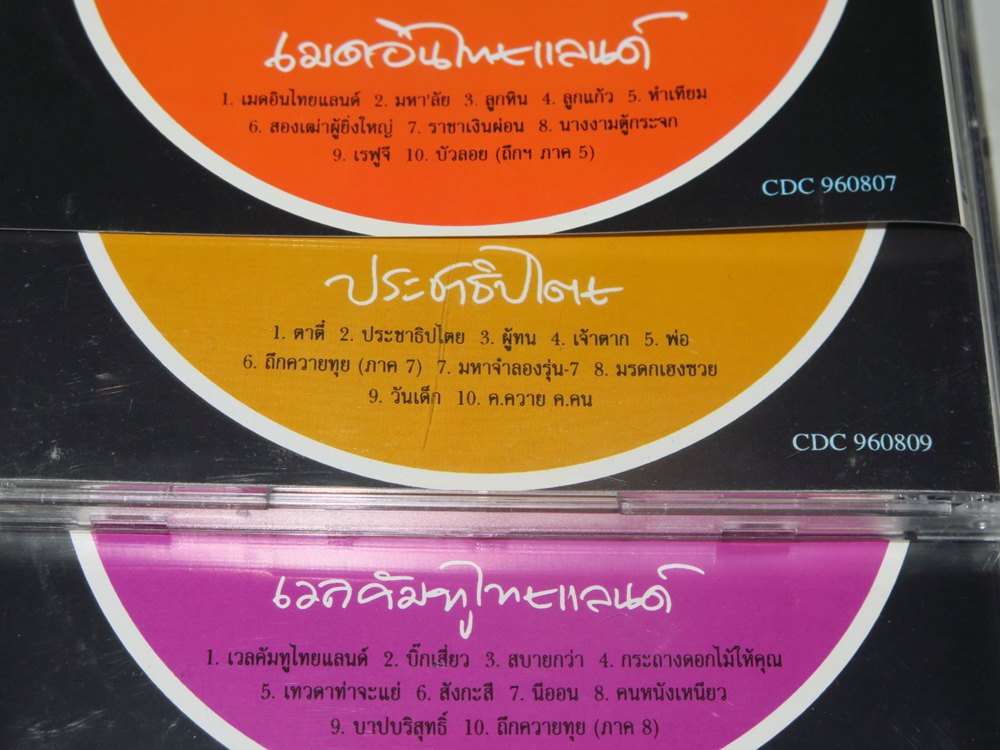 เมดอินไทยแลนด์
1. เมดอินไทยแลนด์ 2. มหา'ลัย 3. ลูกหิน 4. ลูกแก้ว 5. ทำเทียม
6. สองเฒ่าผู้ยิ่งใหญ่ 7. ราชาเงินผ่อน 8. นางงามตู้กระจก
9. เรฟูจี 10. บัวลอย (ถึกฯ ภาค 5)
CDC 960807
ประชาธิปไตย
1. ตาตี๋ 2. ประชาธิปไตย 3. ผู้ทน 4. เจ้าตาก 5. พ่อ
6. ถึกควายทุย (ภาค 7) 7. มหาจำลองรุ่น-7 8. มรดกเฮงซวย
9. วันเด็ก 10. ค.ควาย ค.คน
CDC 960809
เวลคัมทูไทยแลนด์
1. เวลคัมทูไทยแลนด์ 2. บิ๊กเสี่ยว 3. สบายกว่า 4. กระถางดอกไม้ให้คุณ
5. เทวดาท่าจะแย่ 6. สังกะสี 7. นีออน 8. คนหนังเหนียว
9. บาปบริสุทธิ์ 10. ถึกควายทุย (ภาค 8)